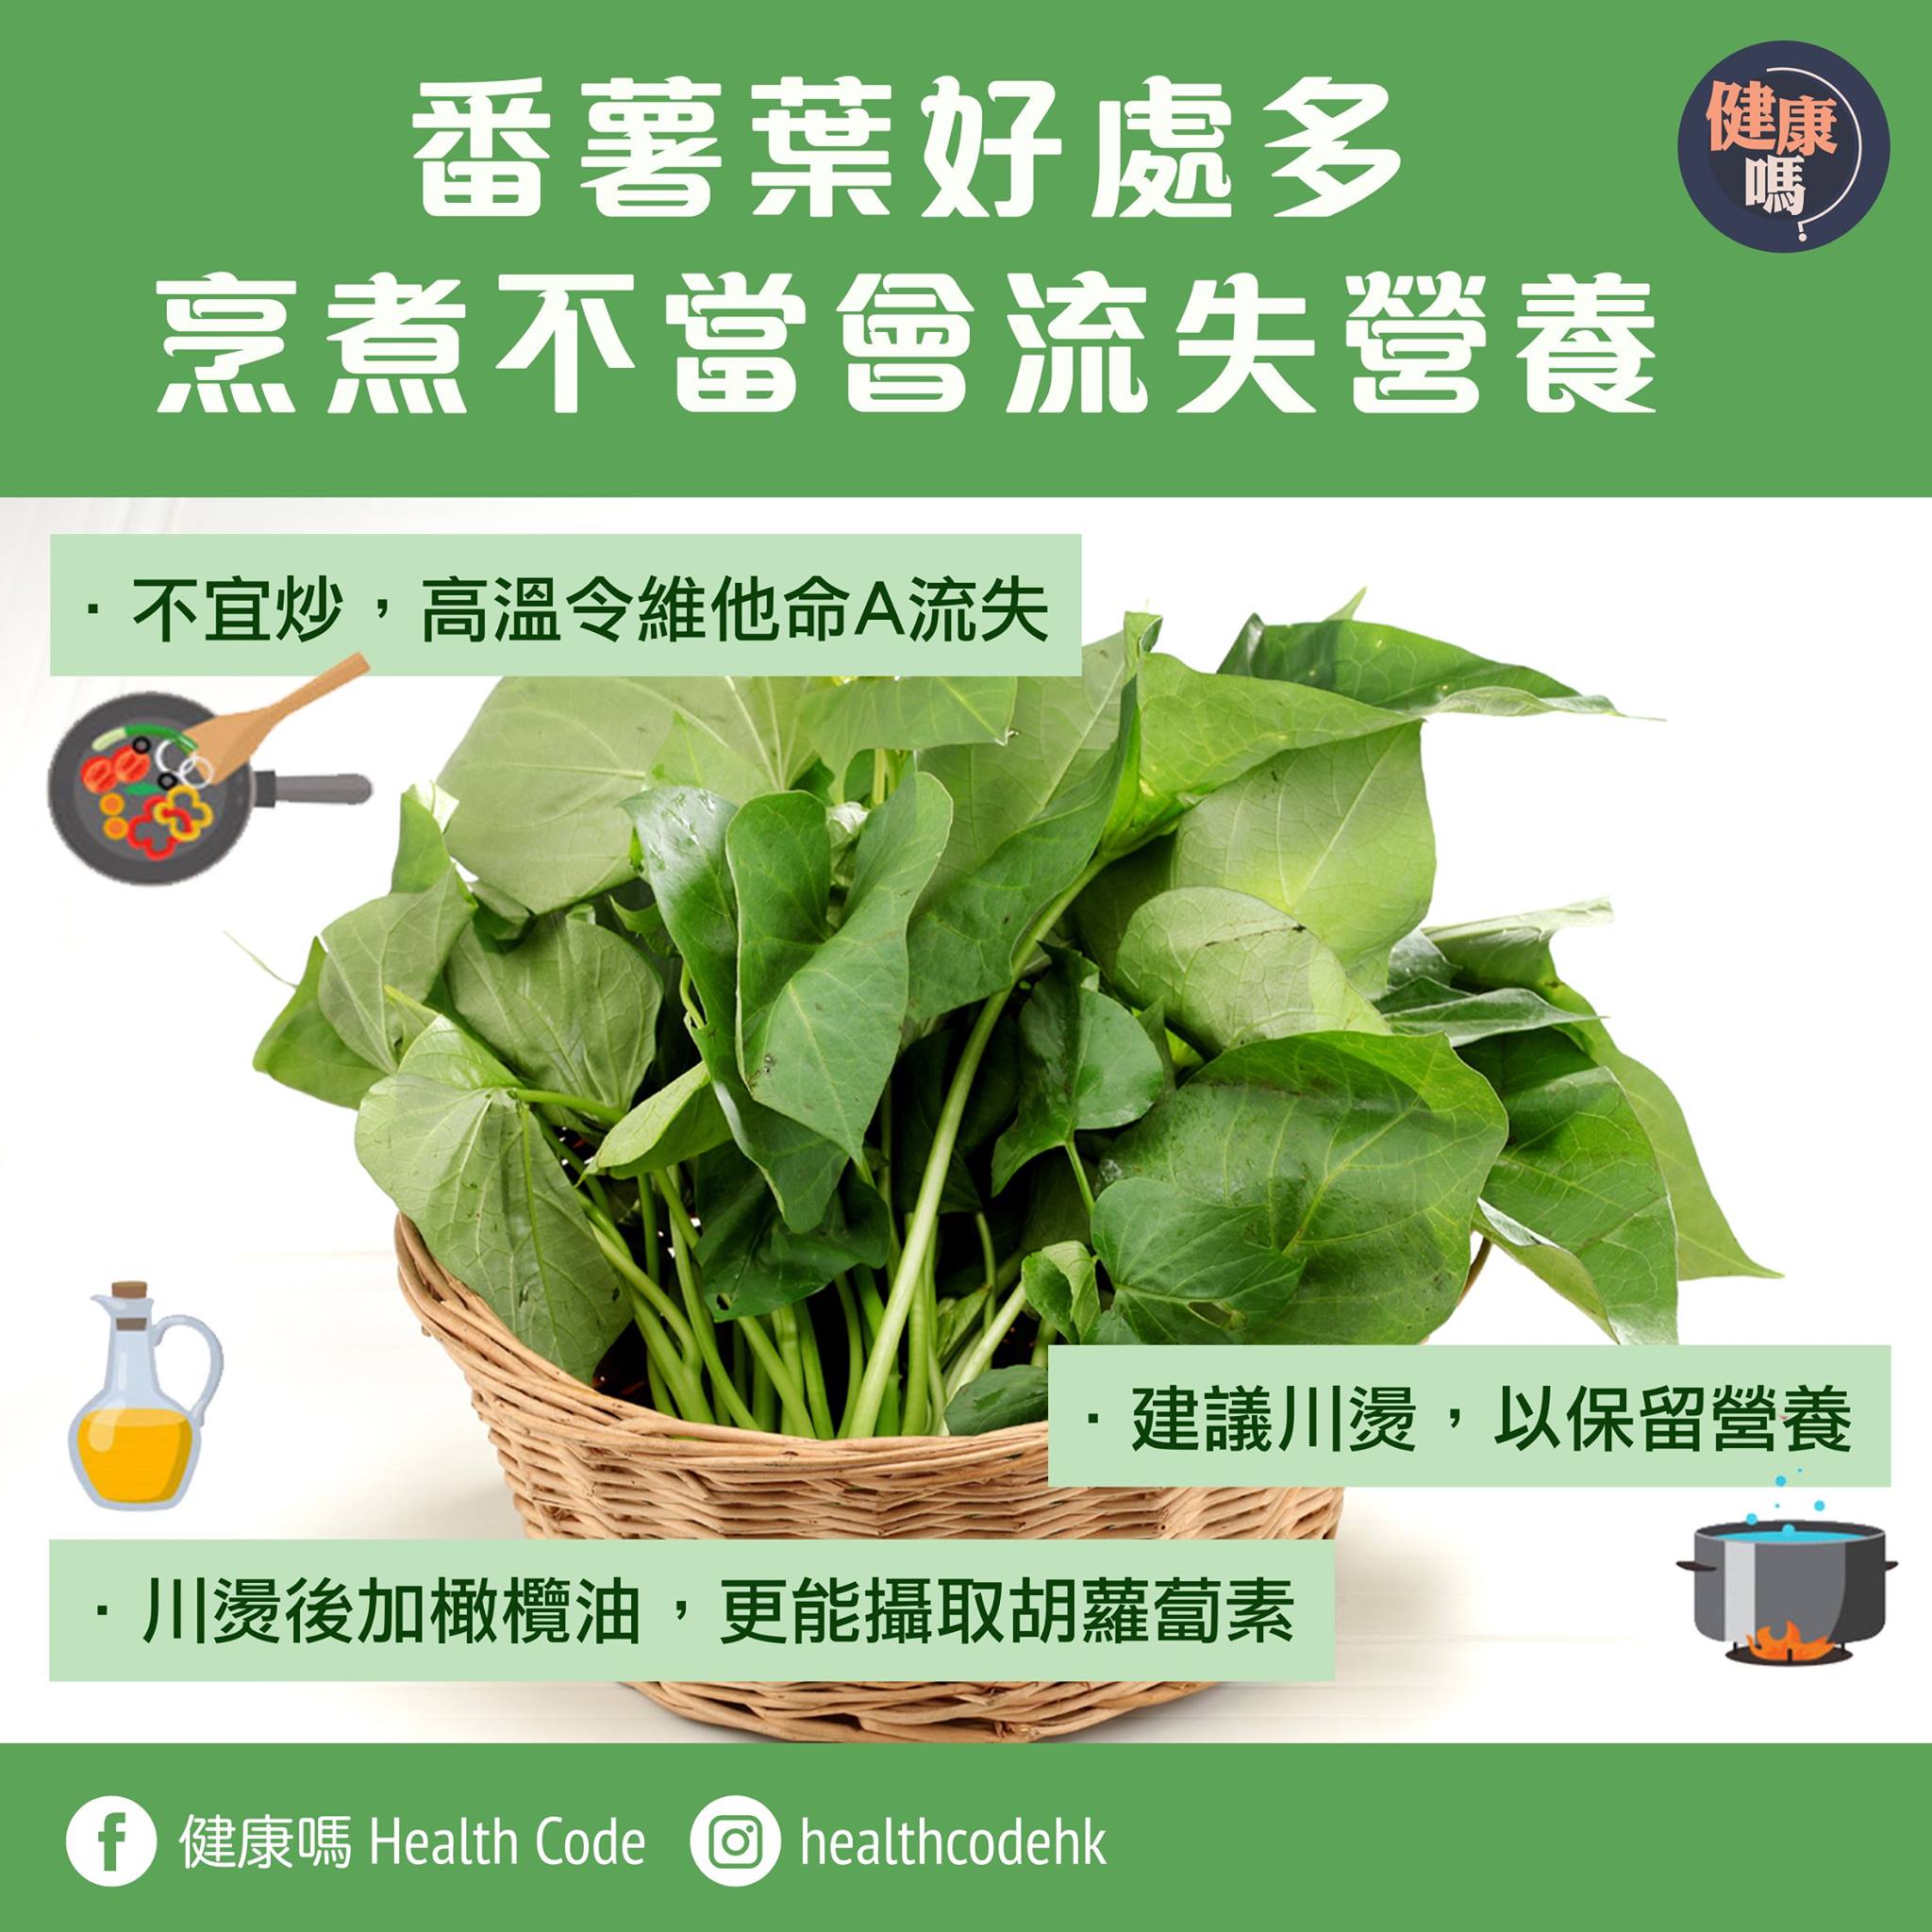 番薯葉好處多
烹煮不當會流失營養
健康
嗎?
· 不宜炒，高溫令維他命A流失
· 建議川燙，以保留營養
· 川燙後加橄欖油，更能攝取胡蘿蔔素
健康嗎 Health Code
healthcodehk